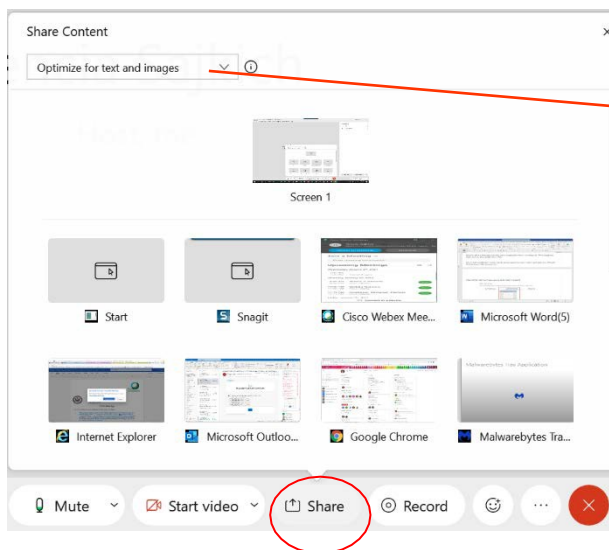 Share Content
Optimize for text and images
Screen 1
Start
Snagit
Cisco Webex Mee...
Microsoft Word(5)
Internet Explorer
Microsoft Outloo...
Google Chrome
Malwarebytes Tra...
Mute
Start video
Share
Record